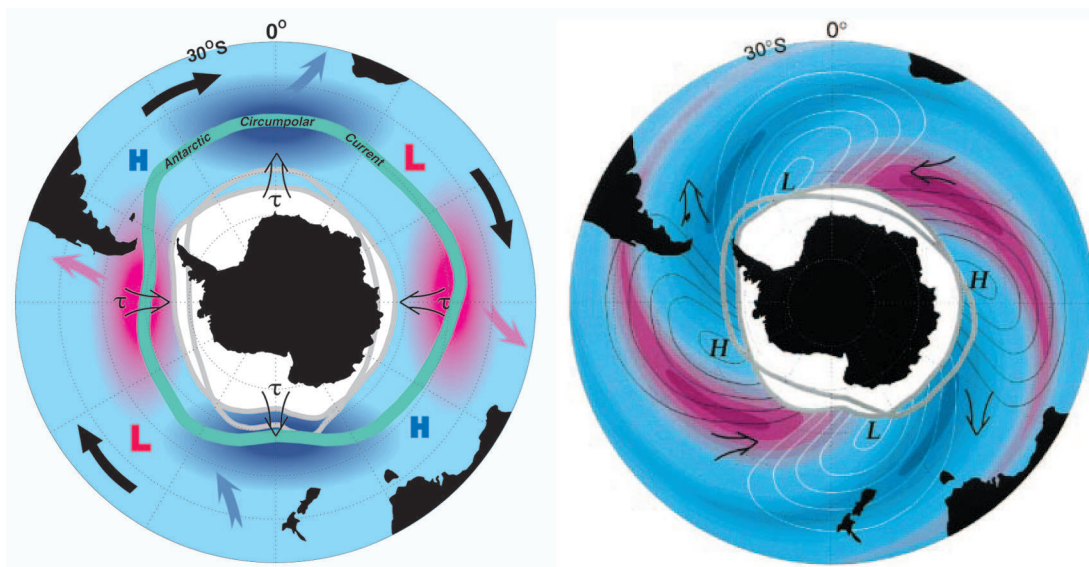 0°
30°S
Antarctic Circumpolar Current
H
L
τ
τ
τ
τ
L
H
0°
30°S
L
H
H
L